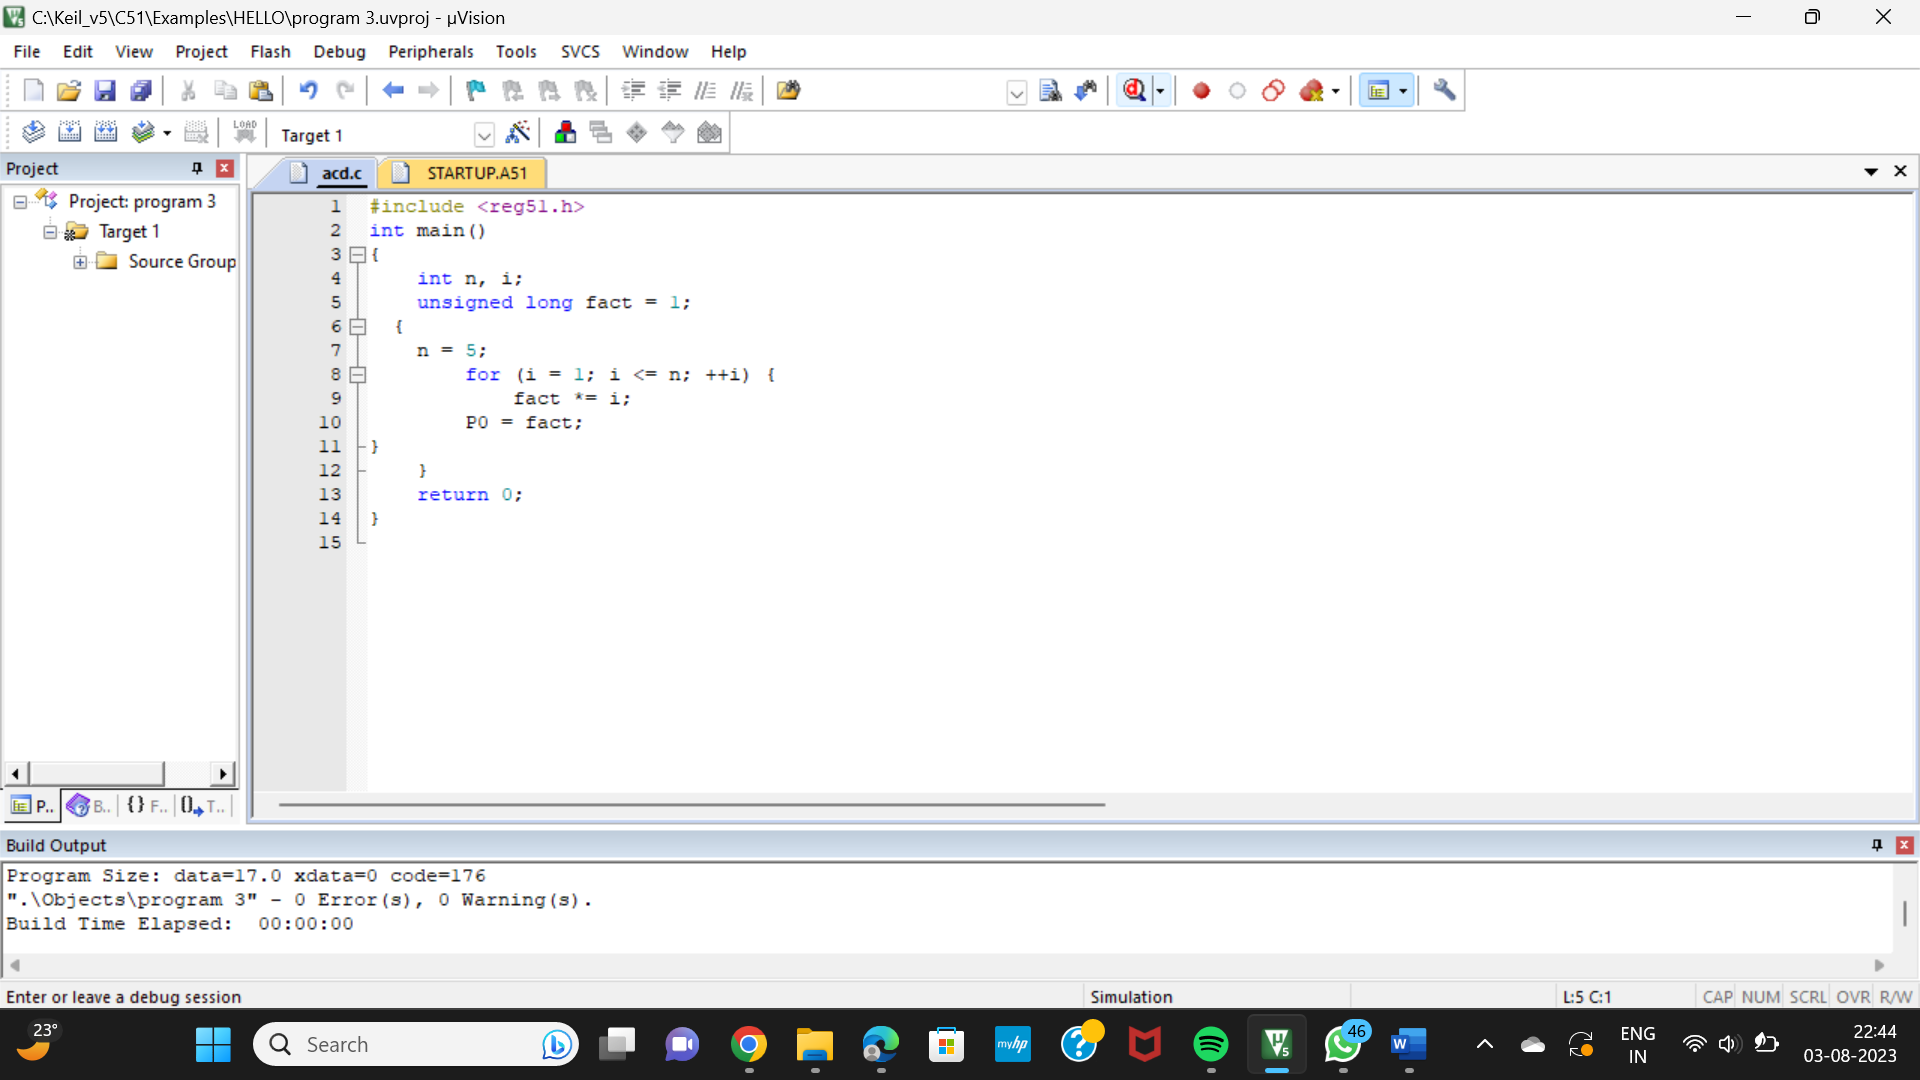 C:\Keil_v5\C51\Examples\HELLO\program 3.uvproj - µVision
File Edit View Project Flash Debug Peripherals Tools SVCS Window Help
LOAD
Target 1
Project
acd.c
STARTUP.A51
Project: program 3
Target 1
Source Group
1 #include <reg51.h>
2 int main()
3 {
4 int n, i;
5 unsigned long fact = 1;
6 {
7 n = 5;
8 for (i = 1; i <= n; ++i) {
9 fact *= i;
10 P0 = fact;
11 }
12 }
13 return 0;
14 }
15
P.. B.. {} F.. T..
Build Output
Program Size: data=17.0 xdata=0 code=176
".\Objects\program 3" - 0 Error(s), 0 Warning(s).
Build Time Elapsed:  00:00:00
Enter or leave a debug session
Simulation
L:5 C:1
CAP NUM SCRL OVR R/W
23°
Search
myhp
46
W
ENG
IN
22:44
03-08-2023